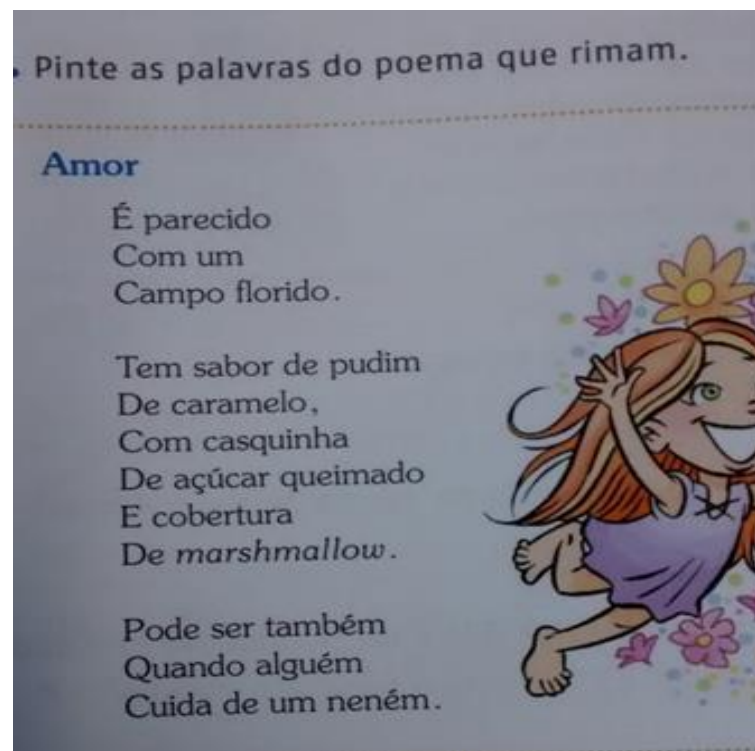 Pinte as palavras do poema que rimam.
Amor
É parecido
Com um
Campo florido.
Tem sabor de pudim
De caramelo,
Com casquinha
De açúcar queimado
E cobertura
De marshmallow.
Pode ser também
Quando alguém
Cuida de um neném.